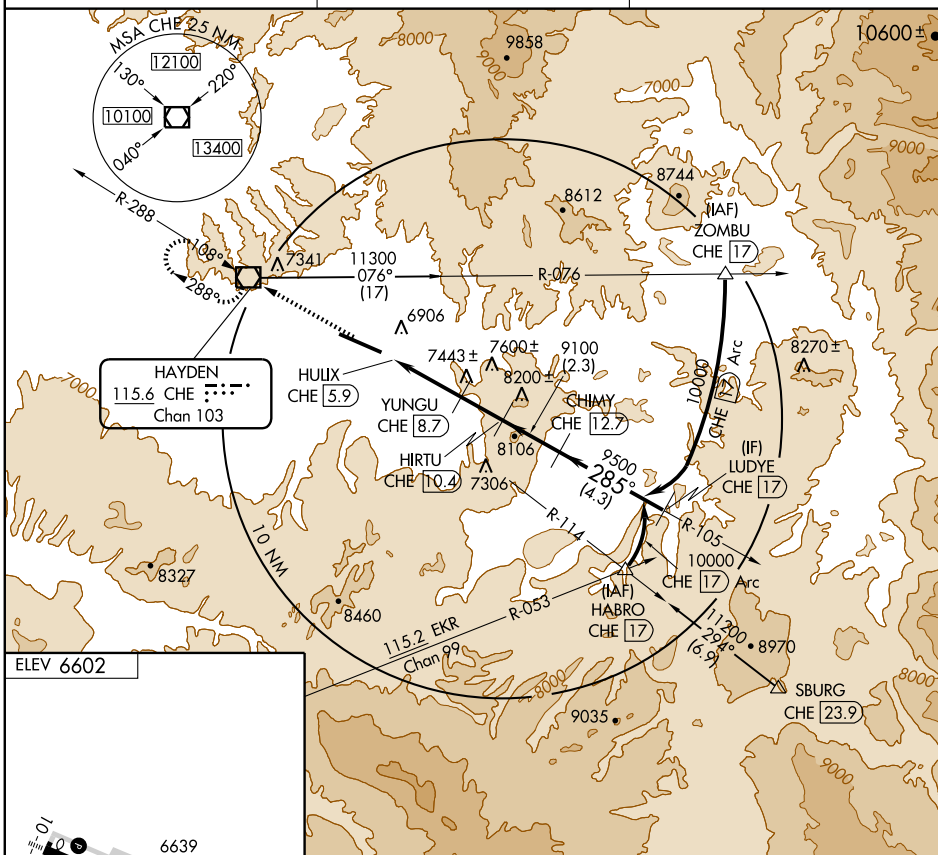 MSA CHE 25 NM
12100
130°
220°
10100
040°
13400
8000
9858
9000
10600±
7000
9000
R-288
108°
288°
7341
11300
076°
(17)
R-076
8612
8744
(IAF)
ZOMBU
CHE 17
6906
HAYDEN
115.6 CHE
Chan 103
HULIX
CHE 5.9
7443±
7600±
8200±
9100
(2.3)
8270±
10000
CHE 17 Arc
YUNGU
CHE 8.7
CHIMY
CHE 12.7
8106
HIRTU
CHE 10.4
7306
9500
285°
(4.3)
(IF)
LUDYE
CHE 17
R-114
R-105
10000
CHE 17 Arc
7000
10 NM
8327
8460
(IAF)
HABRO
CHE 17
115.2 EKR
R-053
Chan 99
11200
294°
(6.9)
8970
SBURG
CHE 23.9
8000
9035
9000
ELEV 6602
6639
10
P